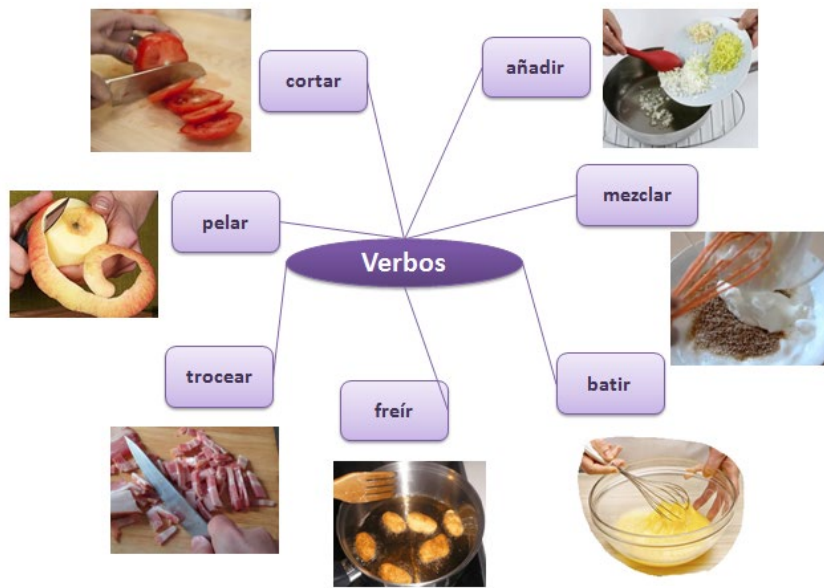 cortar
añadir
pelar
mezclar
Verbos
trocear
freír
batir